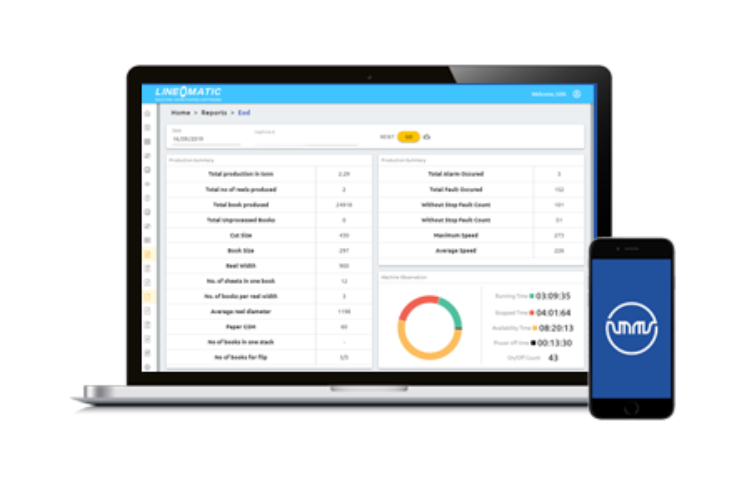 LINEOMATIC
Welcome,
Home > Reports > Eod
Date
16/09/2019
RESET GO
Production Summary
Total production in tonn 2.29
Total no of reels produced 2
Total book produced 24918
Total Unprocessed Books 0
Cut Size 430
Book Size 297
Reel Width 900
No. of sheets in one book 12
No. of books per reel width 3
Average reel diameter 1198
Paper GSM 60
No of books in one stack -
No of books for flip 5/5
Production Summary
Total Alarm Occured 3
Total Fault Occured 152
Without Stop Fault Count 101
Without Stop Fault Count 51
Maximum Speed 273
Average Speed 226
Machine Observation
Running Time 03:09:35
Stopped Time 04:01:64
Availability Time 08:20:13
Power off time 00:13:30
On/Off Count 43